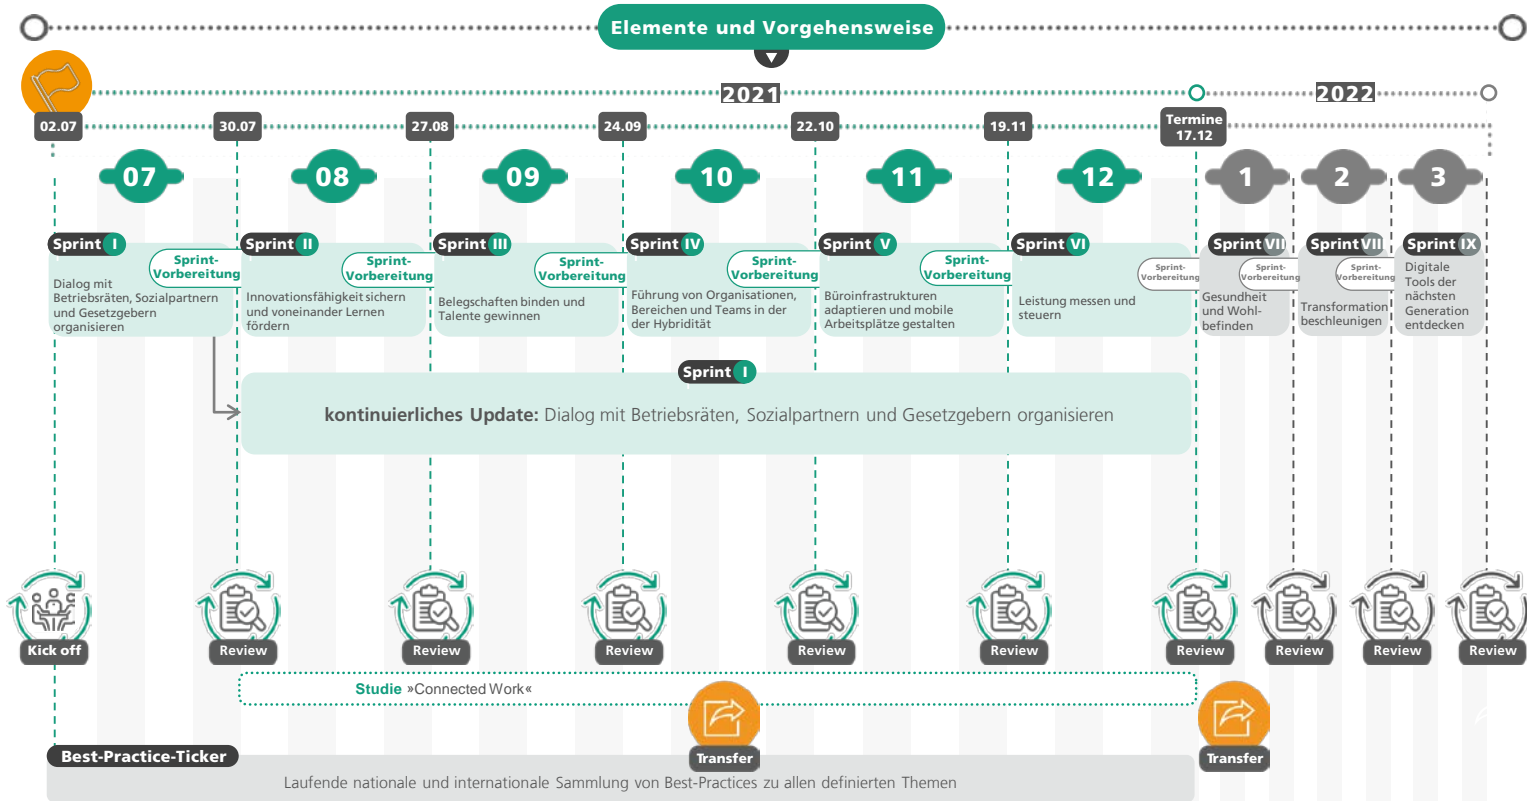 Elemente und Vorgehensweise
2021
2022
02.07
30.07
27.08
24.09
22.10
19.11
Termine
17.12
07
08
09
10
11
12
1
2
3
Sprint I
Sprint-
Vorbereitung
Dialog mit
Betriebsräten, Sozialpartnern
und Gesetzgebern
organisieren
Sprint II
Sprint-
Vorbereitung
Innovationsfähigkeit sichern
und voneinander Lernen
fördern
Sprint III
Sprint-
Vorbereitung
Belegschaften binden und
Talente gewinnen
Sprint IV
Sprint-
Vorbereitung
Führung von Organisationen,
Bereichen und Teams in der
der Hybridität
Sprint V
Sprint-
Vorbereitung
Büroinfrastrukturen
adaptieren und mobile
Arbeitsplätze gestalten
Sprint VI
Sprint-
Vorbereitung
Leistung messen und
steuern
Sprint VII
Sprint-
Vorbereitung
Gesundheit
und Wohl-
befinden
Sprint VIII
Sprint-
Vorbereitung
Transformation
beschleunigen
Sprint IX
Digitale
Tools der
nächsten
Generation
entdecken
Sprint I
kontinuierliches Update: Dialog mit Betriebsräten, Sozialpartnern und Gesetzgebern organisieren
Kick off
Review
Review
Review
Review
Review
Review
Review
Review
Review
Studie »Connected Work«
Transfer
Transfer
Best-Practice-Ticker
Laufende nationale und internationale Sammlung von Best-Practices zu allen definierten Themen